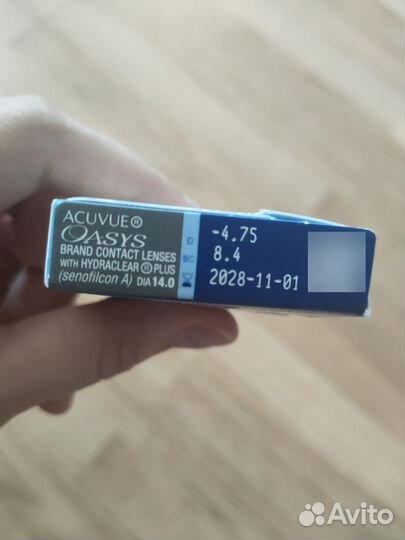 ACUVUE®
OASYS
BRAND CONTACT LENSES
WITH HYDRACLEAR® PLUS
(senofilcon A) DIA 14.0
D -4.75
BC 8.4
2028-11-01
Avito